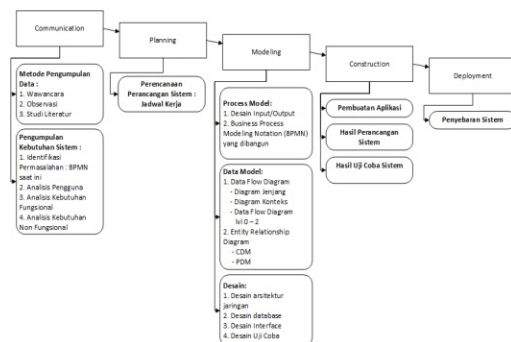 Communication
Planning
Modeling
Construction
Deployment
Metode Pengumpulan
Data :
1. Wawancara
2. Observasi
3. Studi Literatur
Pengumpulan
Kebutuhan Sistem :
1. Identifikasi
Permasalahan : BPMN
saat ini
2. Analisis Pengguna
3. Analisis Kebutuhan
Fungsional
4. Analisis Kebutuhan
Non Fungsional
Perencanaan
Perancangan Sistem :
Jadwal Kerja
Process Model:
1. Desain Input/Output
2. Business Process
Modeling Notation (BPMN)
yang dibangun
Data Model:
1. Data Flow Diagram
- Diagram Jenjang
- Diagram Konteks
- Data Flow Diagram
lvl 0 – 2
2. Entity Relationship
Diagram
- CDM
- PDM
Desain:
1. Desain arsitektur
jaringan
2. Desain database
3. Desain Interface
4. Desain Uji Coba
Pembuatan Aplikasi
Hasil Perancangan
Sistem
Hasil Uji Coba Sistem
Penyebaran Sistem